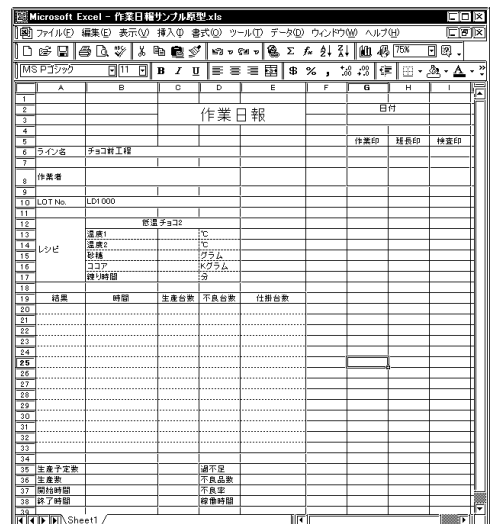 Microsoft Excel - 作業日報サンプル原型.xls
ファイル(F) 編集(E) 表示(V) 挿入(I) 書式(O) ツール(T) データ(D) ウィンドウ(W) ヘルプ(H)
75%
MS Pゴシック 11 B I U $ % ,
A B C D E F G H I
1
2 作業日報 日付
3
4
5 作業印 班長印 検査印
6 ライン名 チョコ前工程
7
8 作業者
9
10 LOT No. LD1000
11
12 低温チョコ2
13 温度1 ℃
14 レシピ 温度2 ℃
15 砂糖 グラム
16 ココア Kグラム
17 練り時間 分
18
19 結果 時間 生産台数 不良台数 仕掛台数
20
21
22
23
24
25
26
27
28
29
30
31
32
33
34
35 生産予定数 過不足
36 生産数 不良品数
37 開始時間 不良率
38 終了時間 稼働時間
39
Sheet1